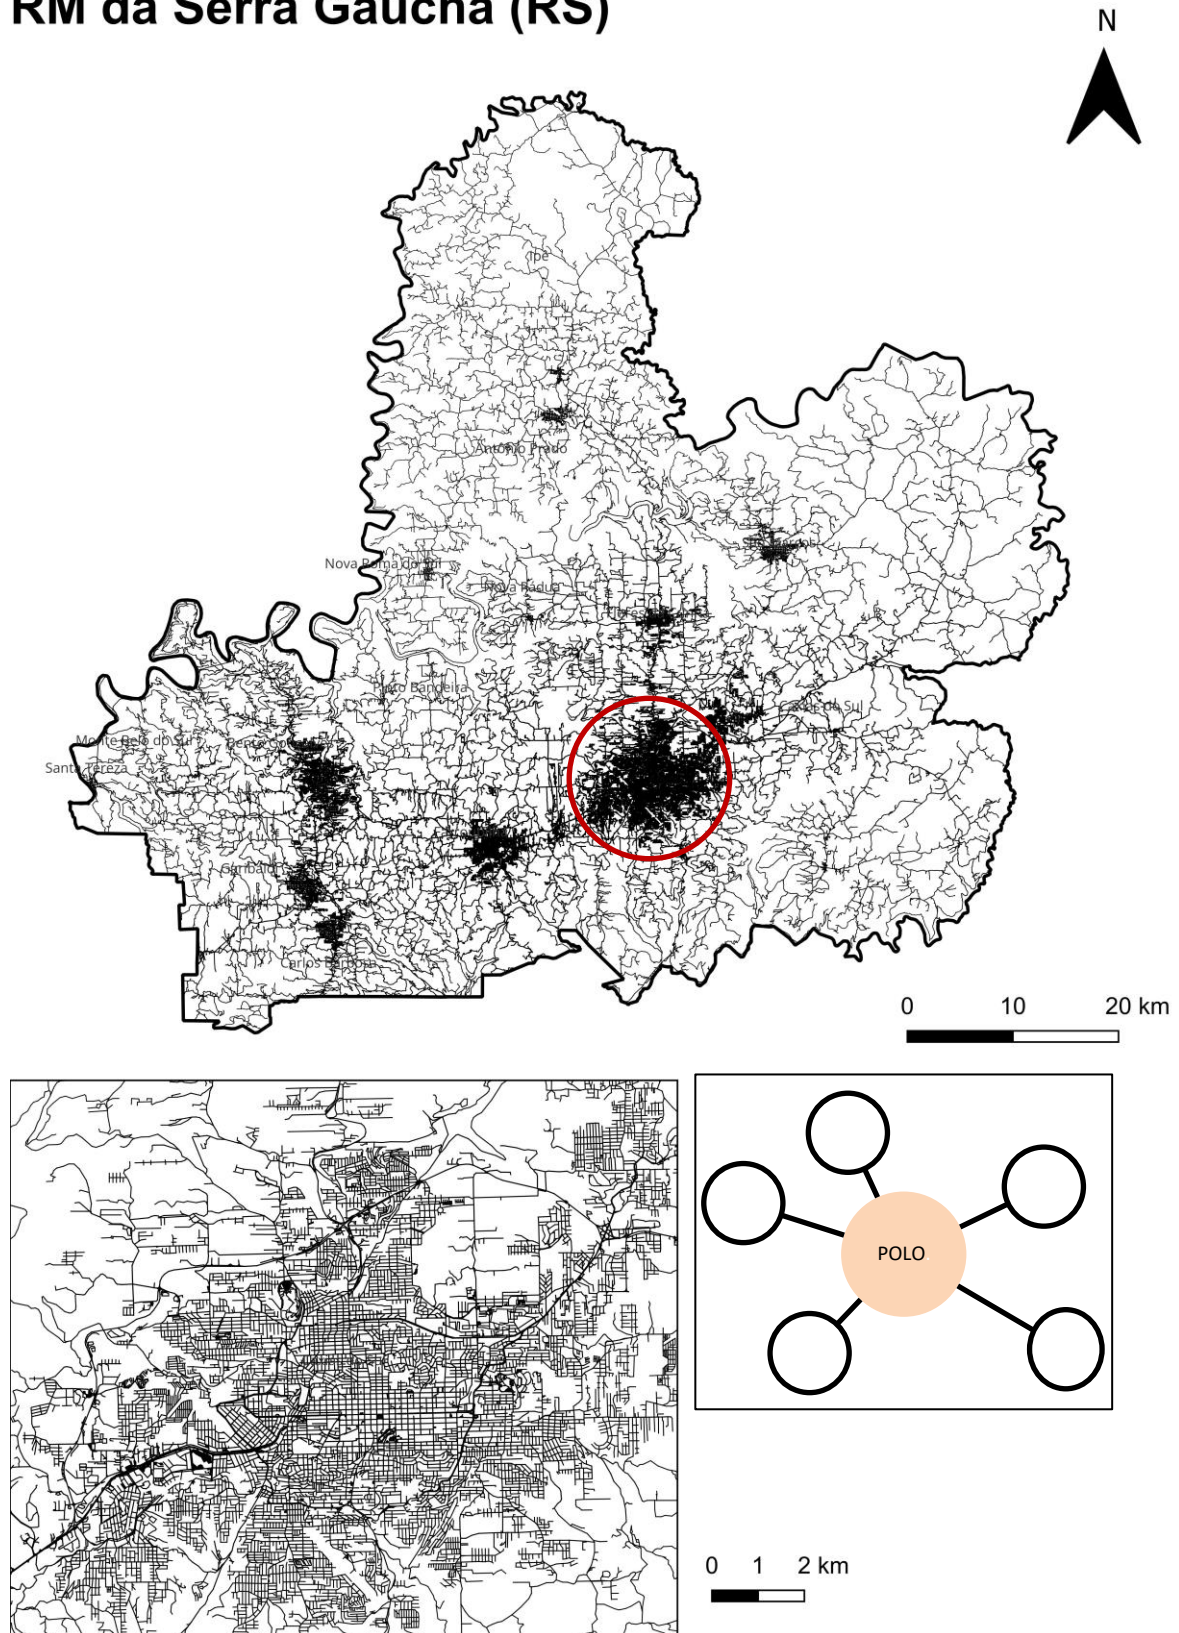 RM da Serra Gaúcha (RS)
N
Ipê
Antônio Prado
São Marcos
Nova Roma do Sul
Nova Pádua
Flores da Cunha
Pinto Bandeira
Caxias do Sul
Monte Belo do Sul
Bento Gonçalves
Santa Tereza
Garibaldi
Carlos Barbosa
0 10 20 km
POLO
0 1 2 km